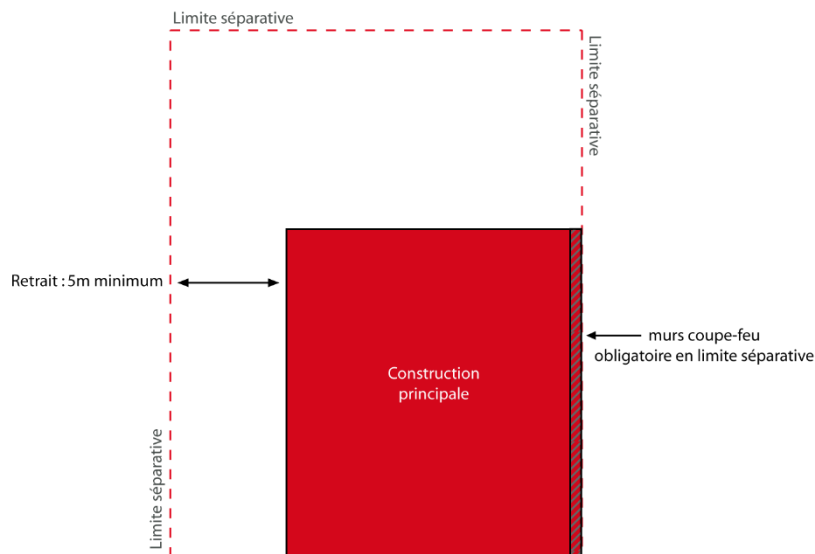 Limite séparative
Limite séparative
Retrait : 5m minimum
murs coupe-feu
obligatoire en limite séparative
Construction
principale
Limite séparative